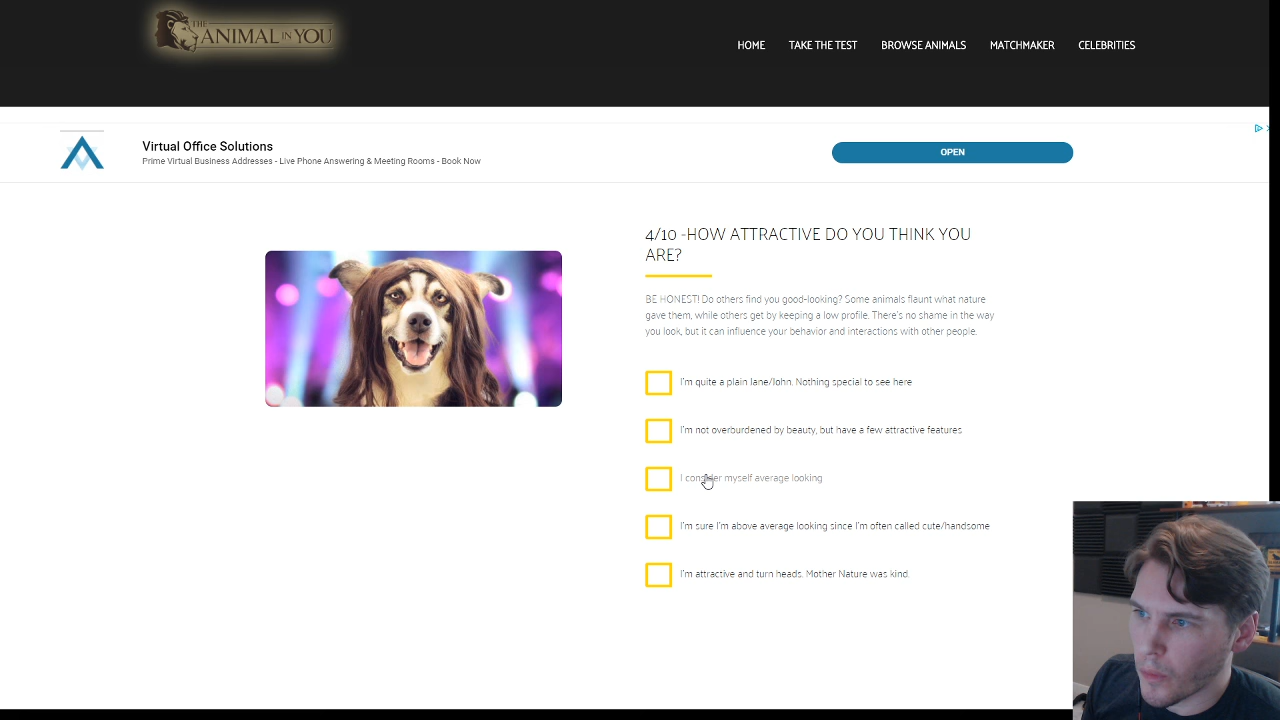 THE
ANIMAL IN YOU
HOME
TAKE THE TEST
BROWSE ANIMALS
MATCHMAKER
CELEBRITIES
Virtual Office Solutions
Prime Virtual Business Addresses - Live Phone Answering & Meeting Rooms - Book Now
OPEN
4/10 -HOW ATTRACTIVE DO YOU THINK YOU
ARE?
BE HONEST! Do others find you good-looking? Some animals flaunt what nature
gave them, while others get by keeping a low profile. There's no shame in the way
you look, but it can influence your behavior and interactions with other people.
I'm quite a plain Jane/John. Nothing special to see here
I'm not overburdened by beauty, but have a few attractive features.
I consider myself average looking
I'm sure I'm above average looking since I'm often called cute/handsome
I'm attractive and turn heads. Mother Nature was kind.